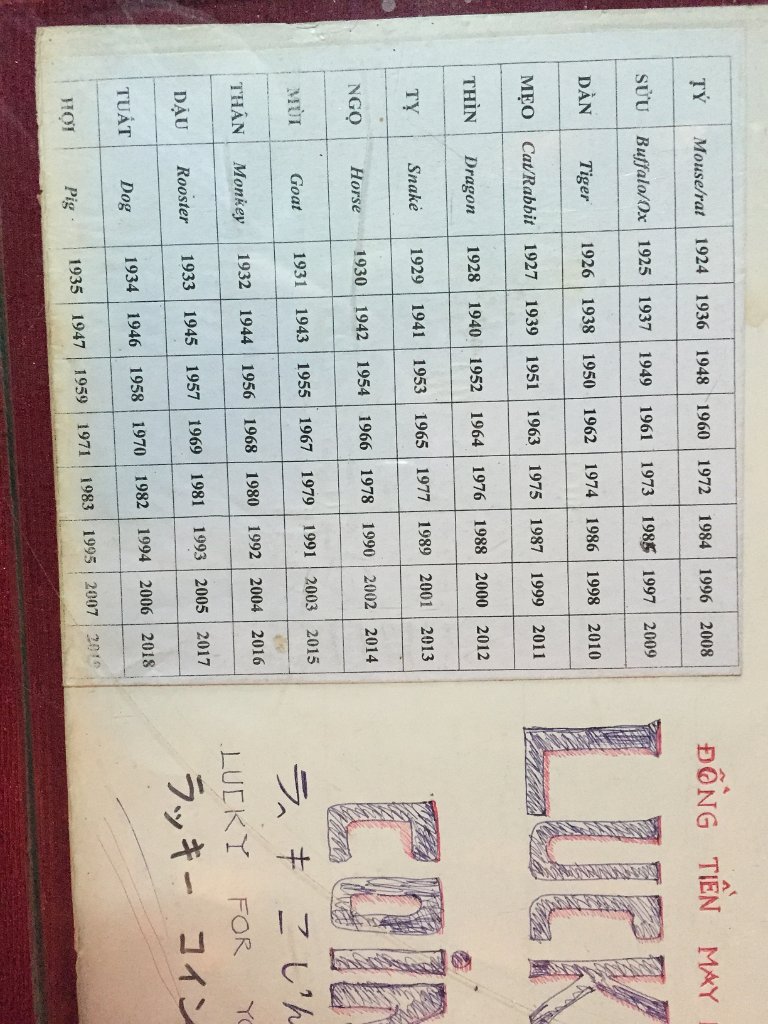 TÝ Mouse/rat 1924 1936 1948 1960 1972 1984 1996 2008
SỬU Buffalo/Ox 1925 1937 1949 1961 1973 1985 1997 2009
DẦN Tiger 1926 1938 1950 1962 1974 1986 1998 2010
MẸO Cat/Rabbit 1927 1939 1951 1963 1975 1987 1999 2011
THÌN Dragon 1928 1940 1952 1964 1976 1988 2000 2012
TỴ Snake 1929 1941 1953 1965 1977 1989 2001 2013
NGỌ Horse 1930 1942 1954 1966 1978 1990 2002 2014
MÙI Goat 1931 1943 1955 1967 1979 1991 2003 2015
THÂN Monkey 1932 1944 1956 1968 1980 1992 2004 2016
DẬU Rooster 1933 1945 1957 1969 1981 1993 2005 2017
TUẤT Dog 1934 1946 1958 1970 1982 1994 2006 2018
HỢI Pig 1935 1947 1959 1971 1983 1995 2007 2019
ĐỒNG TIỀN MAY
LUCK
COIN
ラッキ こじん
LUCKY FOR
ラッキー コイン